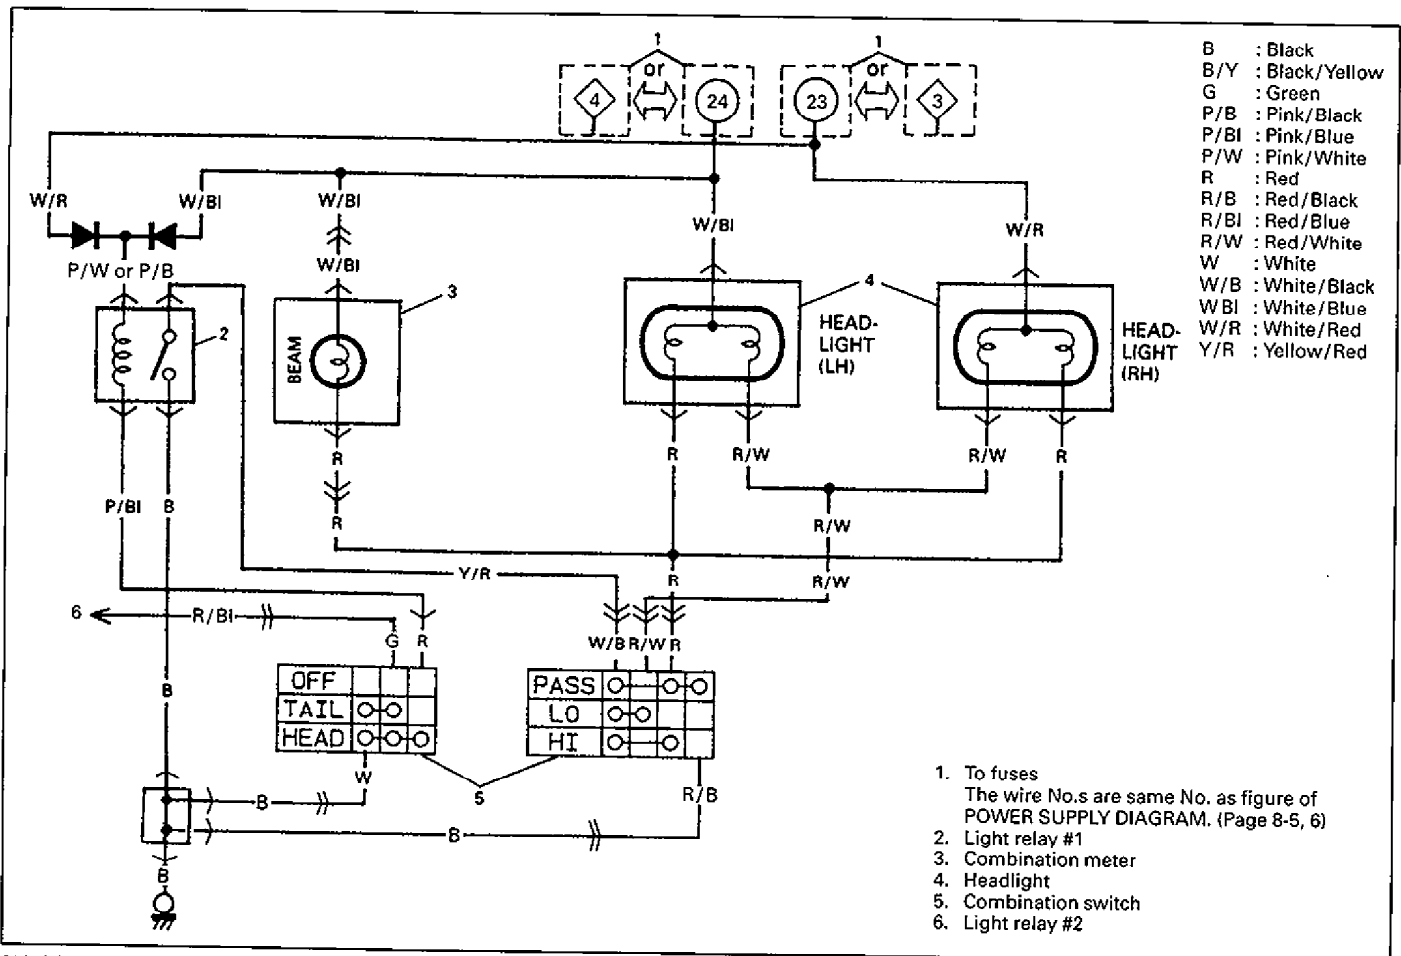 1
1
4
or
24
23
or
3
B : Black
B/Y : Black/Yellow
G : Green
P/B : Pink/Black
P/Bl : Pink/Blue
P/W : Pink/White
R : Red
R/B : Red/Black
R/Bl : Red/Blue
R/W : Red/White
W : White
W/B : White/Black
WBl : White/Blue
W/R : White/Red
Y/R : Yellow/Red
W/R
W/Bl
W/Bl
W/Bl
W/R
W/Bl
P/W or P/B
3
4
2
BEAM
HEAD-
LIGHT
(LH)
HEAD-
LIGHT
(RH)
R
R
R/W
R/W
R
P/Bl
B
R
R/W
Y/R
R
R/W
6
R/Bl
G
R
W/B
R/W
R
OFF
TAIL
HEAD
PASS
LO
HI
B
W
5
R/B
B
B
B
1. To fuses
The wire No.s are same No. as figure of
POWER SUPPLY DIAGRAM. (Page 8-5, 6)
2. Light relay #1
3. Combination meter
4. Headlight
5. Combination switch
6. Light relay #2